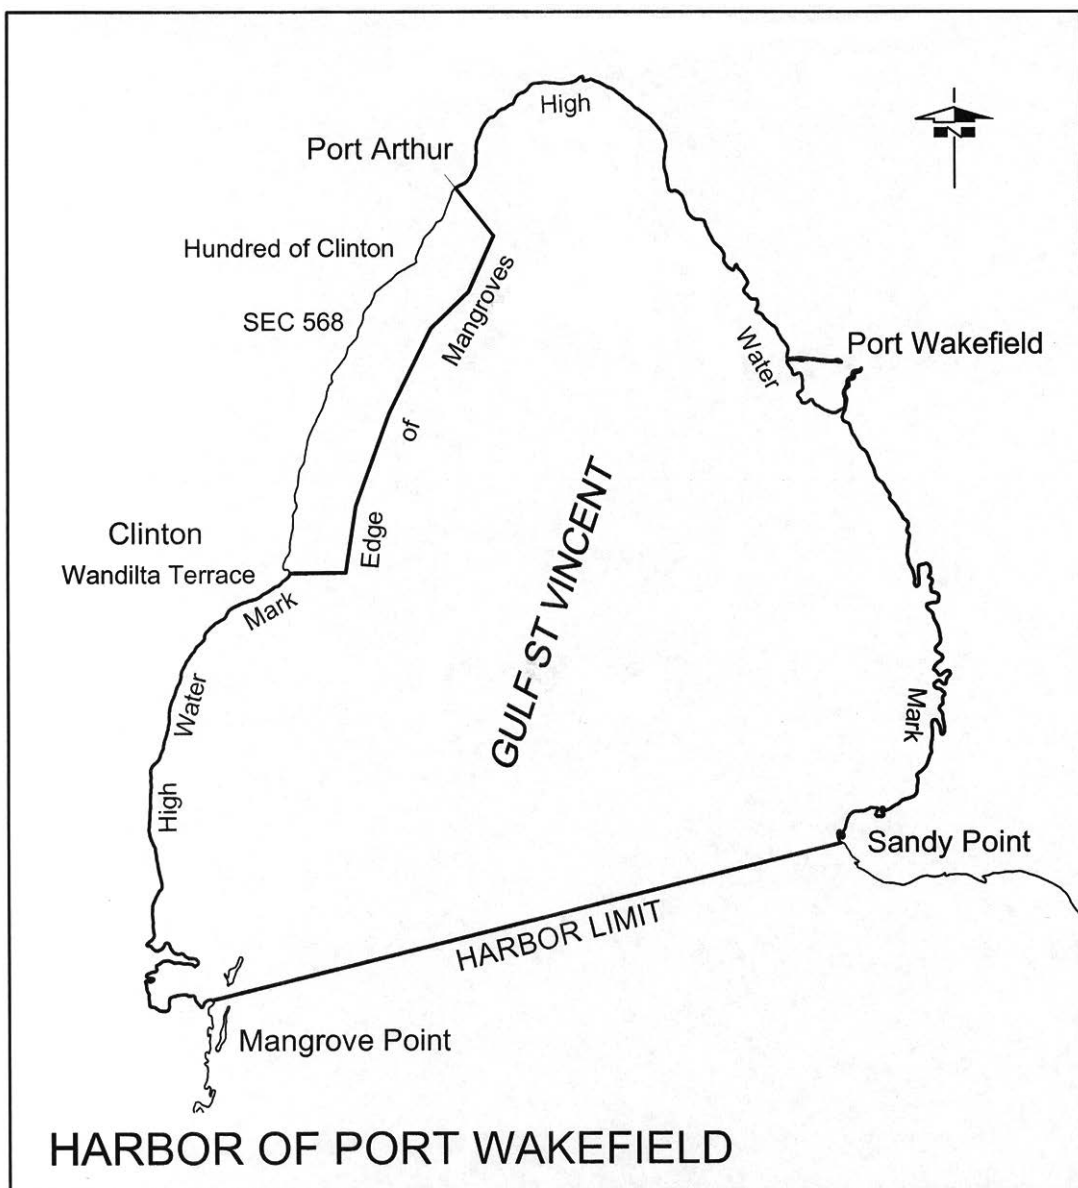 High
Port Arthur
N
Hundred of Clinton
Mangroves
SEC 568
Water
Port Wakefield
of
GULF ST VINCENT
Clinton
Edge
Wandilta Terrace
Mark
Water
Mark
High
Sandy Point
HARBOR LIMIT
Mangrove Point
HARBOR OF PORT WAKEFIELD